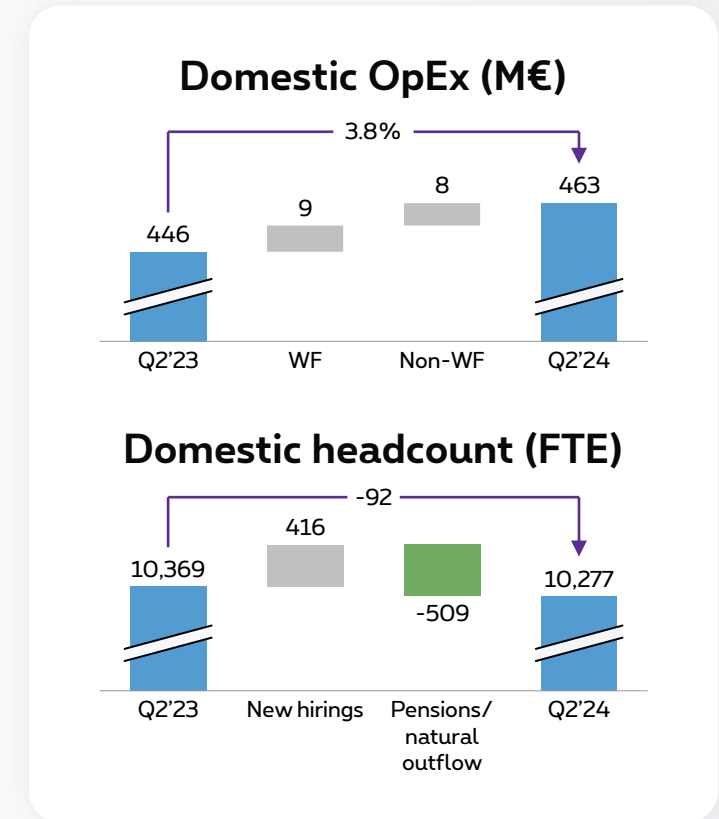 Domestic OpEx (M€)
3.8%
446
9
8
463
Q2’23
WF
Non-WF
Q2’24
Domestic headcount (FTE)
-92
10,369
416
-509
10,277
Q2’23
New hirings
Pensions/
natural
outflow
Q2’24